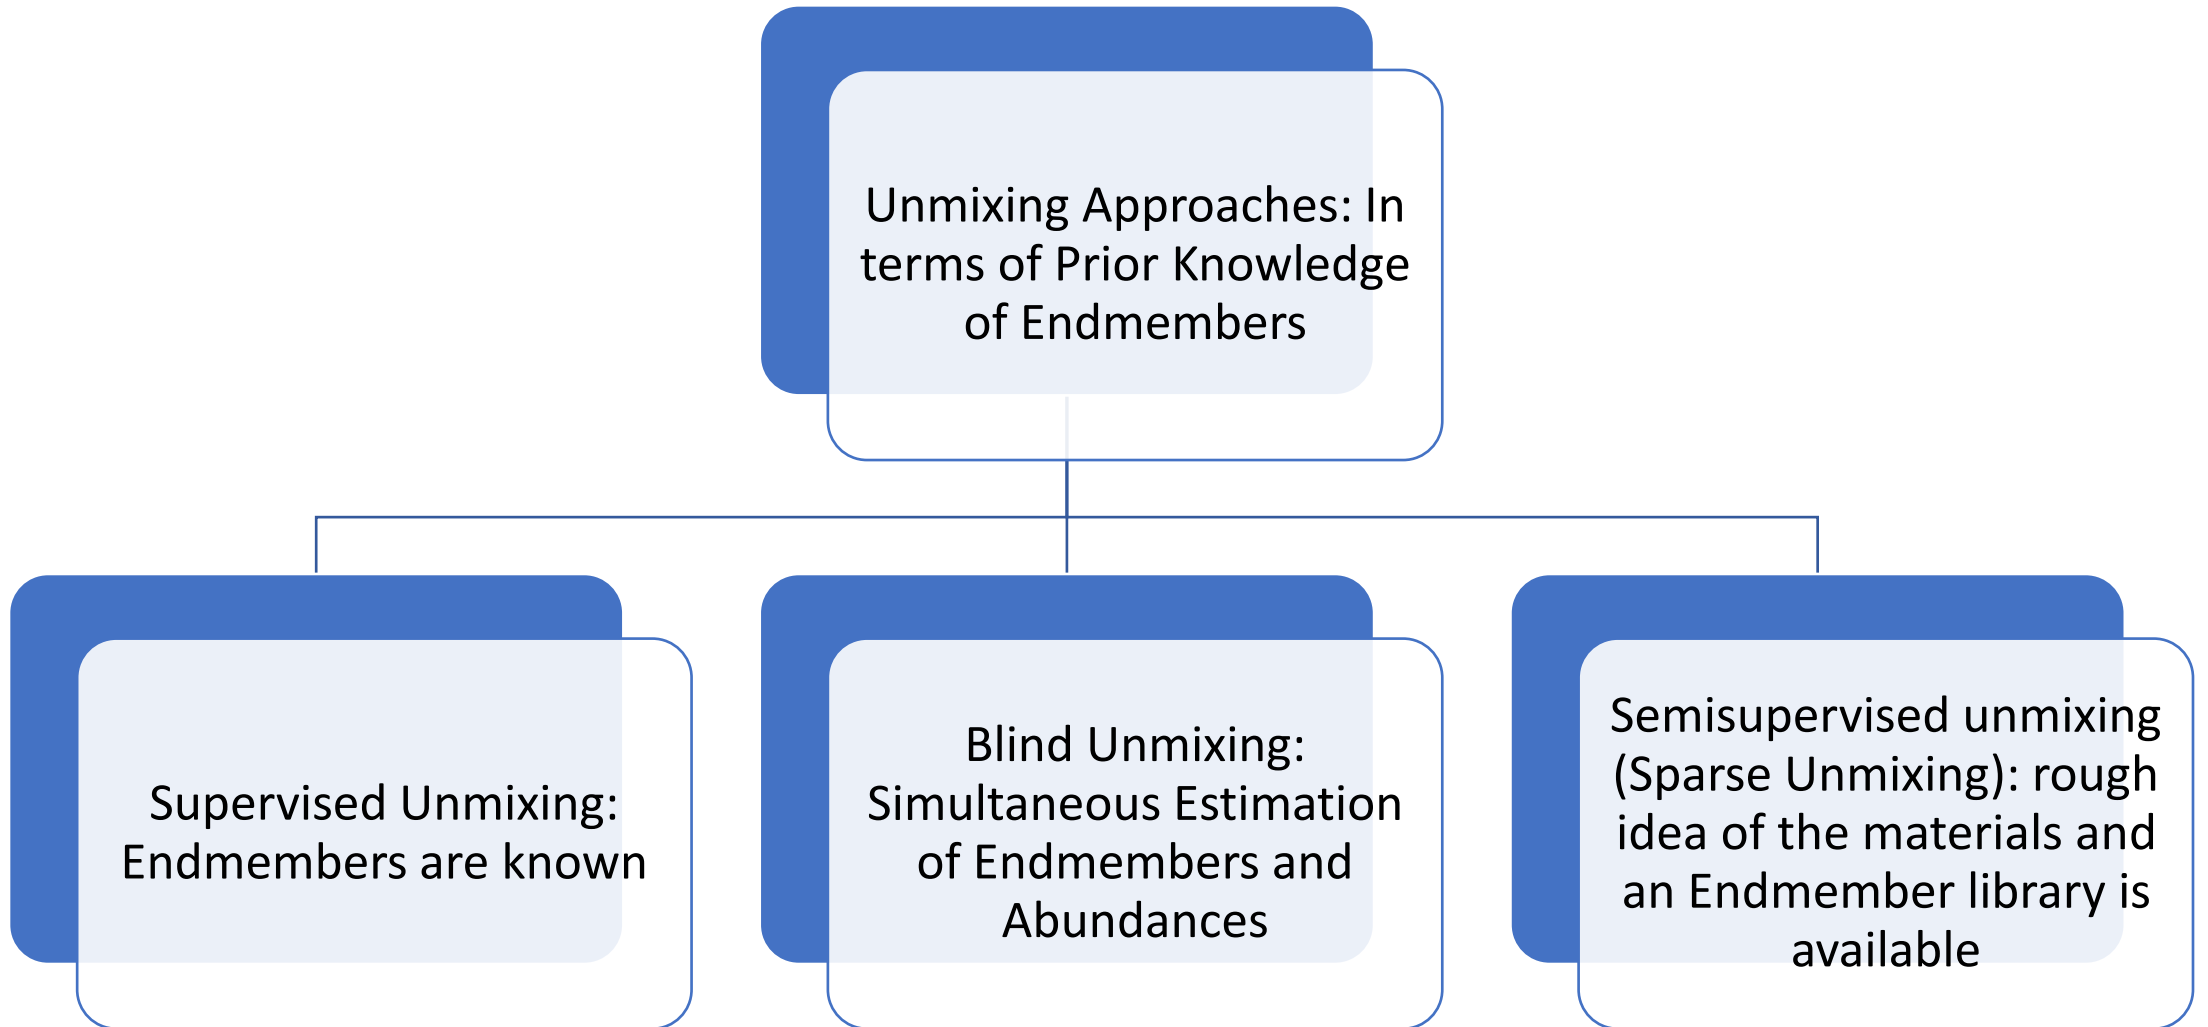 Unmixing Approaches: In
terms of Prior Knowledge
of Endmembers
Supervised Unmixing:
Endmembers are known
Blind Unmixing:
Simultaneous Estimation
of Endmembers and
Abundances
Semisupervised unmixing
(Sparse Unmixing): rough
idea of the materials and
an Endmember library is
available